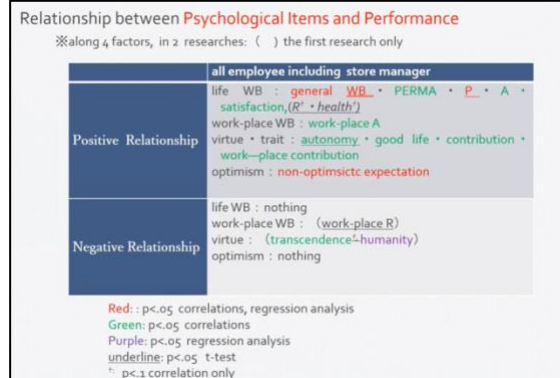 Relationship between Psychological Items and Performance
※along 4 factors, in 2 researches: (   ) the first research only
all employee including store manager
Positive Relationship
life WB : general WB · PERMA · P · A ·
satisfaction,(R' · health')
work-place WB : work-place A
virtue · trait : autonomy · good life · contribution ·
work—place contribution
optimism : non-optimsictc expectation
Negative Relationship
life WB : nothing
work-place WB : (work-place R)
virtue : (transcendence⁺·humanity)
optimism : nothing
Red: : p<.05 correlations, regression analysis
Green: p<.05 correlations
Purple: p<.05 regression analysis
underline: p<.05 t-test
p<.1 correlation only